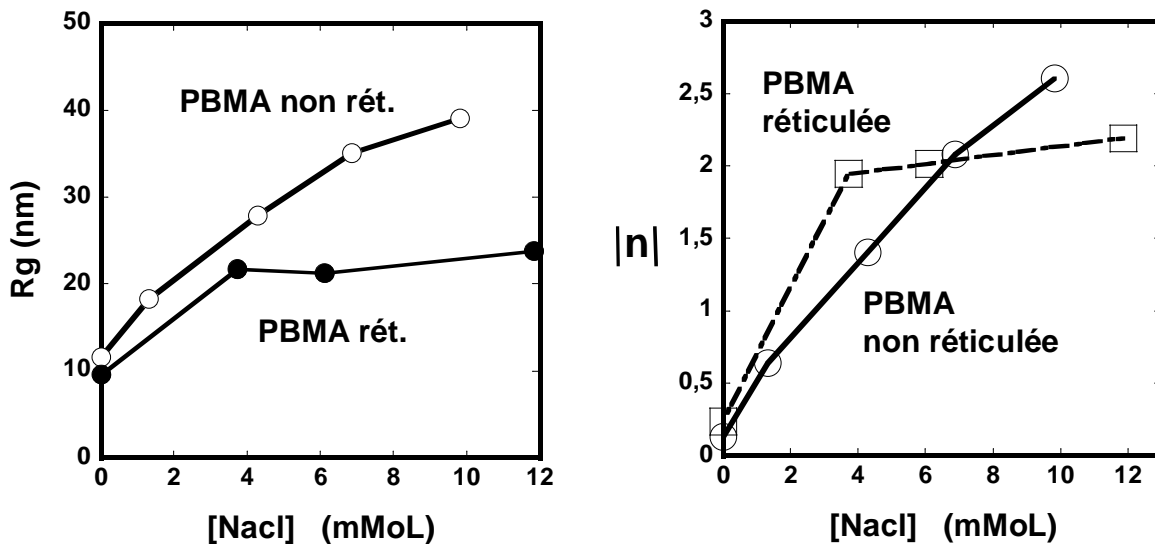 50
40
30
20
10
0
Rg (nm)
PBMA non rét.
PBMA rét.
0 2 4 6 8 10 12
[Nacl] (mMoL)
3
2,5
2
1,5
1
0,5
0
|n|
PBMA
réticulée
PBMA
non réticulée
0 2 4 6 8 10 12
[Nacl] (mMoL)